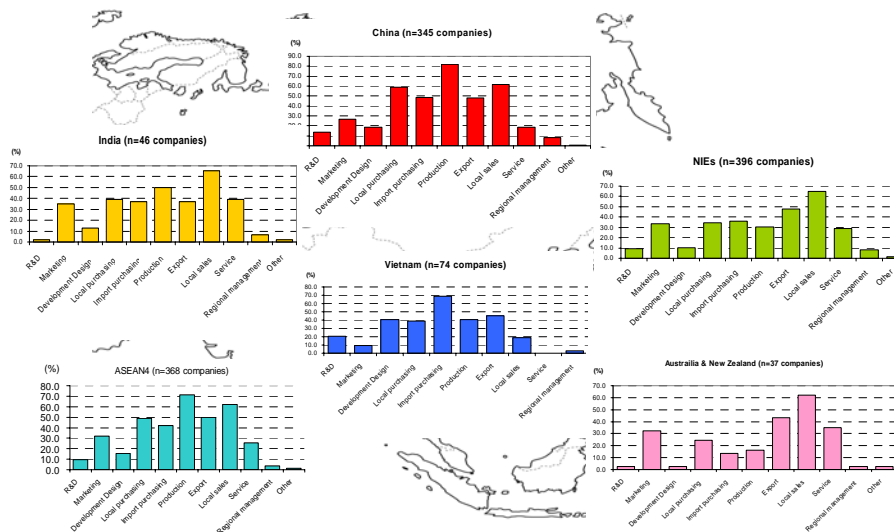 China (n=345 companies)
(%)
90.0
80.0
70.0
60.0
50.0
40.0
30.0
20.0
R&D
Marketing
Development Design
Local purchasing
Import purchasing
Production
Export
Local sales
Service
Regional management
Other
India (n=46 companies)
(%)
70.0
60.0
50.0
40.0
30.0
20.0
10.0
0.0
R&D
Marketing
Development Design
Local purchasing
Import purchasing
Production
Export
Local sales
Service
Regional management
Other
NIEs (n=396 companies)
(%)
70.0
60.0
50.0
40.0
30.0
20.0
10.0
0.0
R&D
Marketing
Development Design
Local purchasing
Import purchasing
Production
Export
Local sales
Service
Regional management
Other
Vietnam (n=74 companies)
(%)
80.0
70.0
60.0
50.0
40.0
30.0
20.0
10.0
0.0
R&D
Marketing
Development Design
Local purchasing
Import purchasing
Production
Export
Local sales
Service
Regional management
ASEAN4 (n=368 companies)
(%)
80.0
70.0
60.0
50.0
40.0
30.0
20.0
10.0
0.0
R&D
Marketing
Development Design
Local purchasing
Import purchasing
Production
Export
Local sales
Service
Regional management
Other
Austrailia & New Zealand (n=37 companies)
(%)
70.0
60.0
50.0
40.0
30.0
20.0
10.0
0.0
R&D
Marketing
Development Design
Local purchasing
Import purchasing
Production
Export
Local sales
Service
Regional management
Other